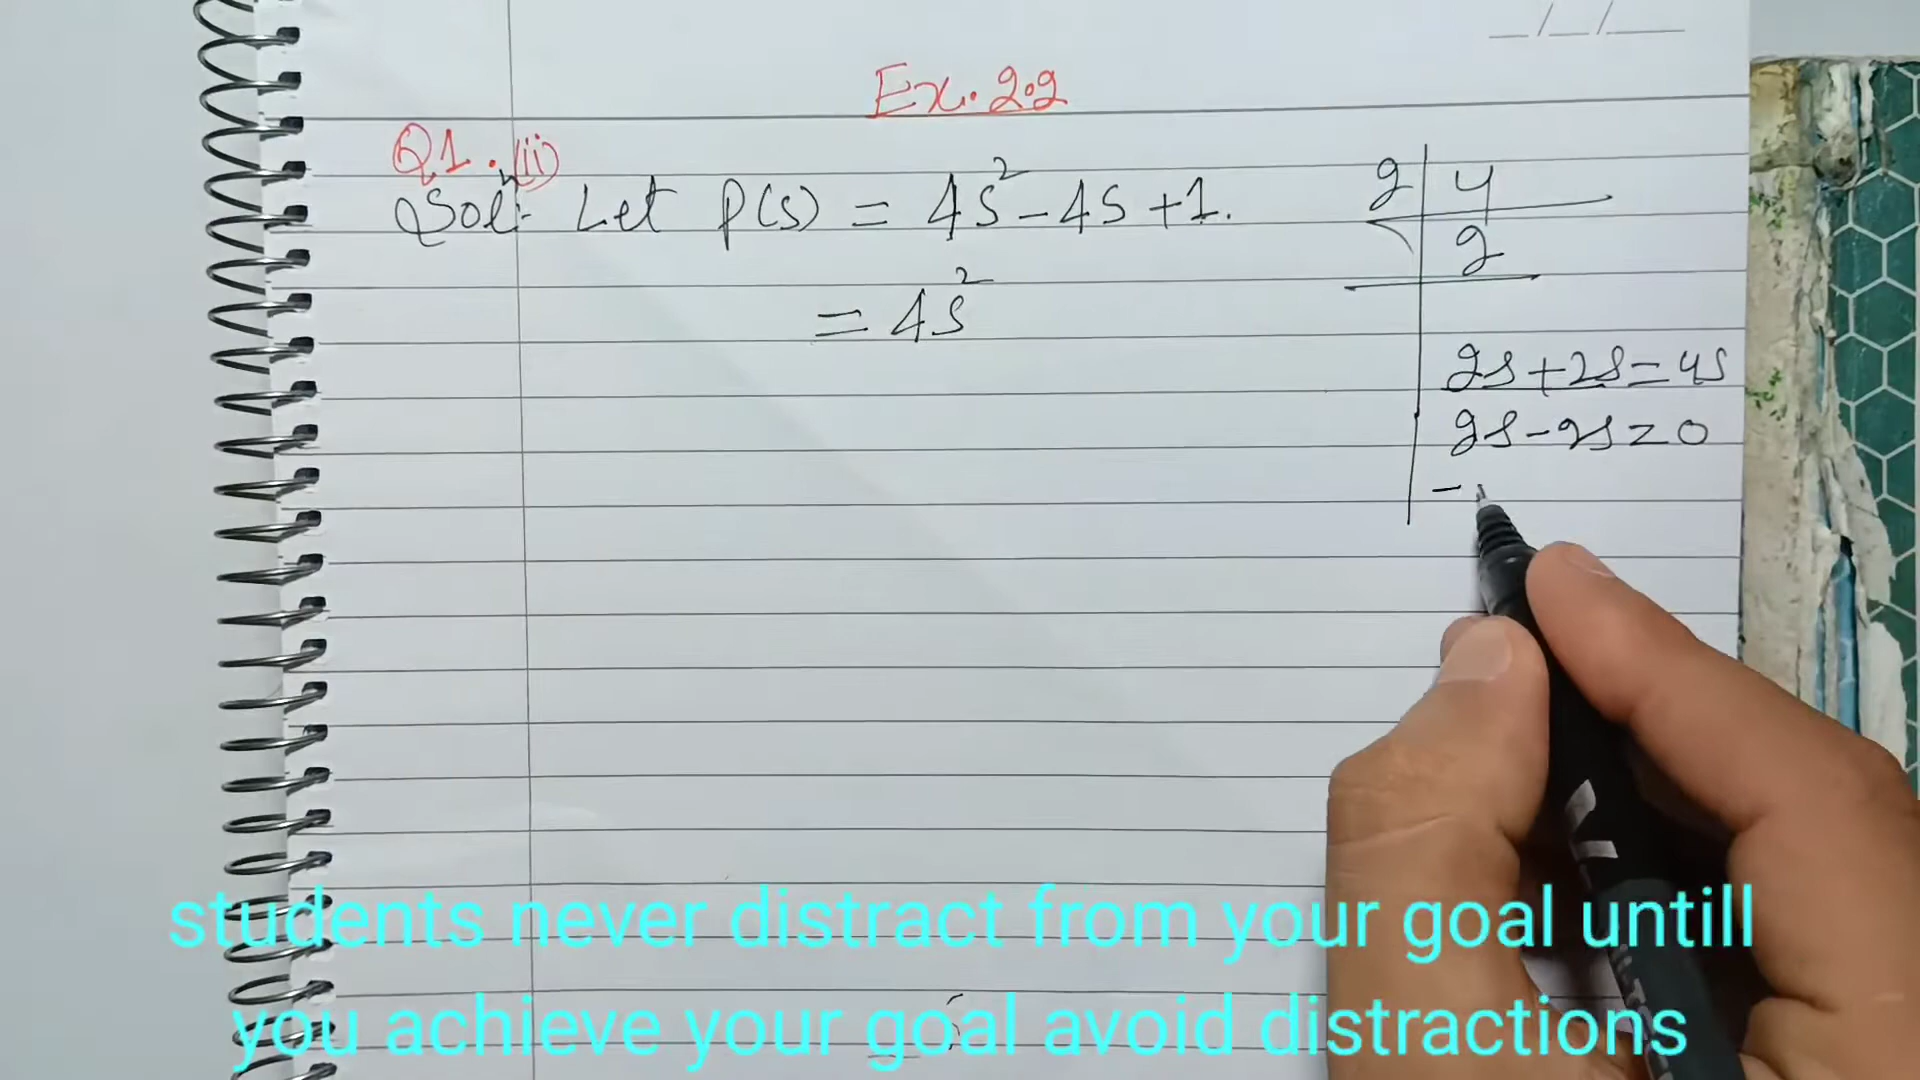 _/_/_
Ex. 2.2
Q1. (ii)
Sol:- Let p(s) = 4s² - 4s + 1.
= 4s²
2 | 4
2
2s + 2s = 4s
2s - 2s = 0
-
students never distract from your goal untill
you achieve your goal avoid distractions